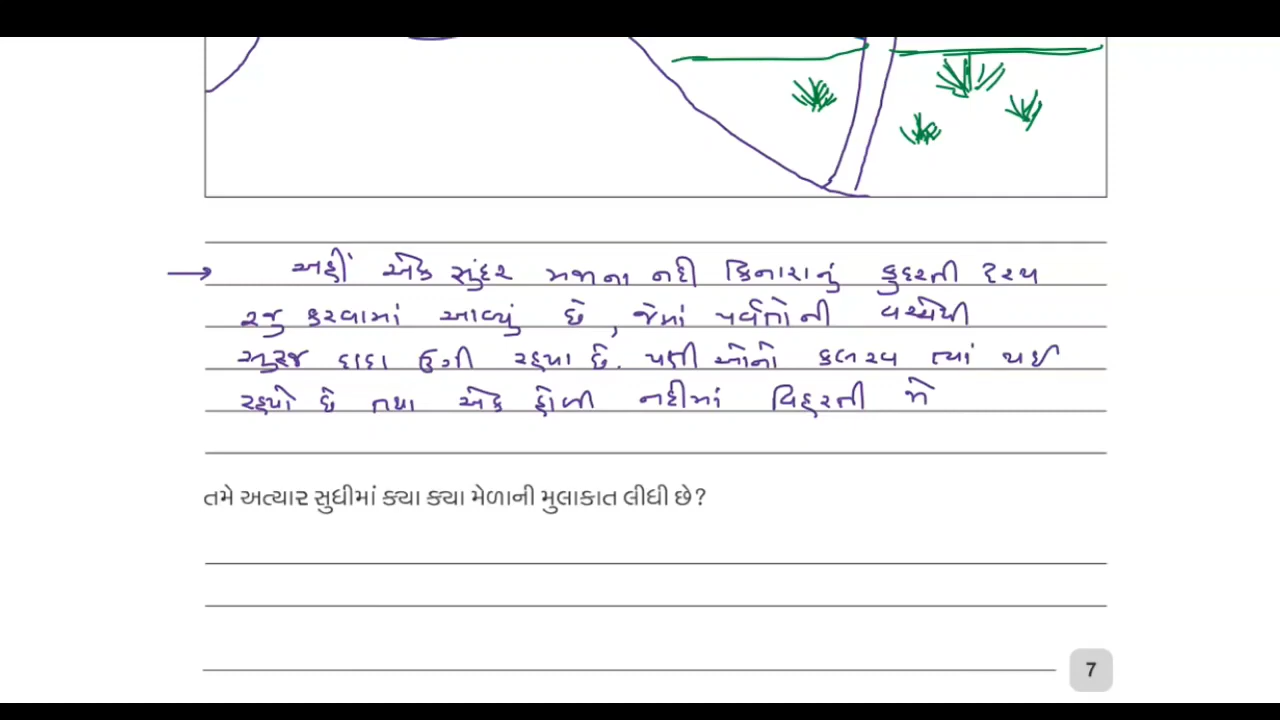 → અહીં એક સુંદર મજાના નદી કિનારાનું કુદરતી દૃશ્ય
રજુ કરવામાં આવ્યું છે, જેમાં પર્વતોની વચ્ચેથી
સુરજ દાદા ઉગી રહ્યા છે. પક્ષીઓનો કલરવ ત્યાં થઈ
રહ્યો છે તથા એક હોળી નદીમાં વિહરતી જો
તમે અત્યાર સુધીમાં ક્યા ક્યા મેળાની મુલાકાત લીધી છે?
7